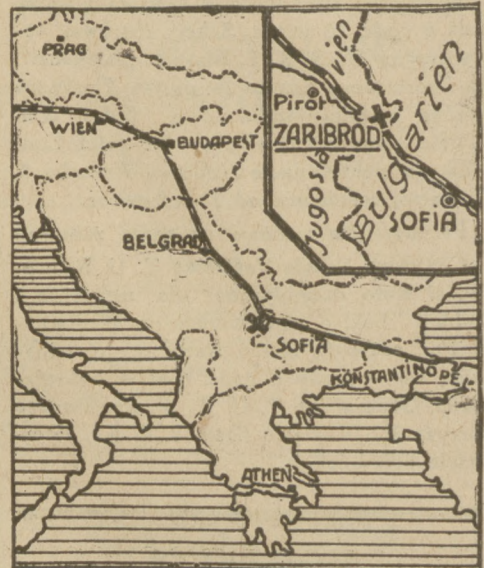 PRAG
WIEN
BUDAPEST
BELGRAD
SOFIA
KONSTANTINOPEL
ATHEN
Jugoslavien
Bulgarien
Pirot
ZARIBROD
SOFIA